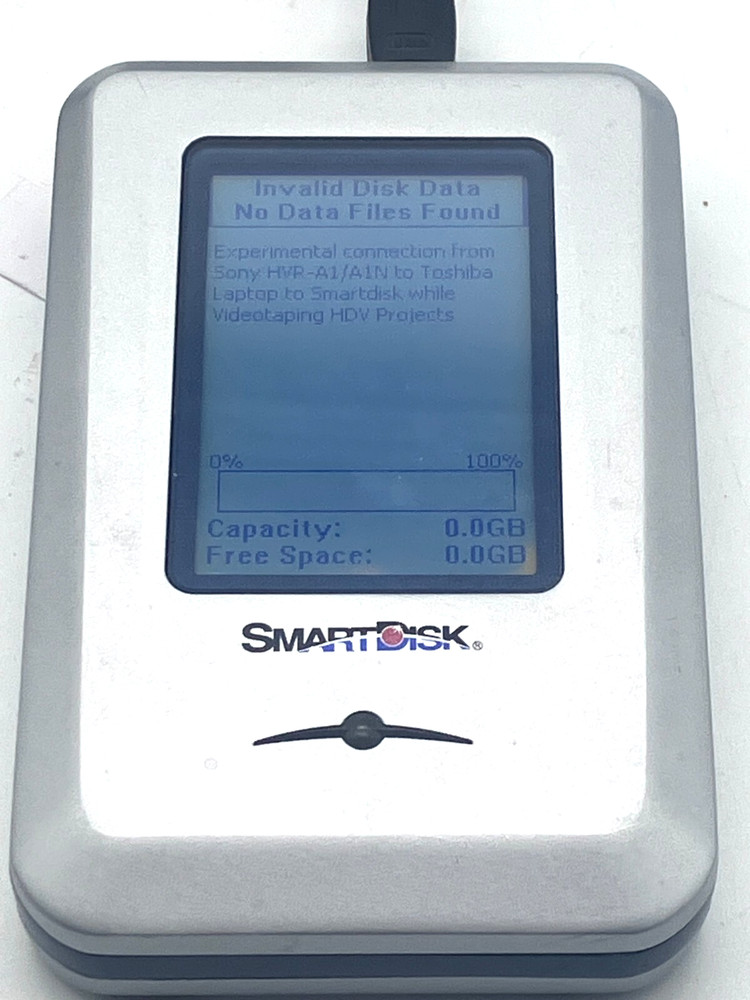 Invalid Disk Data
No Data Files Found
Experimental connection from
Sony HVR-A1/A1N to Toshiba
Laptop to Smartdisk while
Videotaping HDV Projects
0% 100%
Capacity: 0.0GB
Free Space: 0.0GB
SMARTDISK®